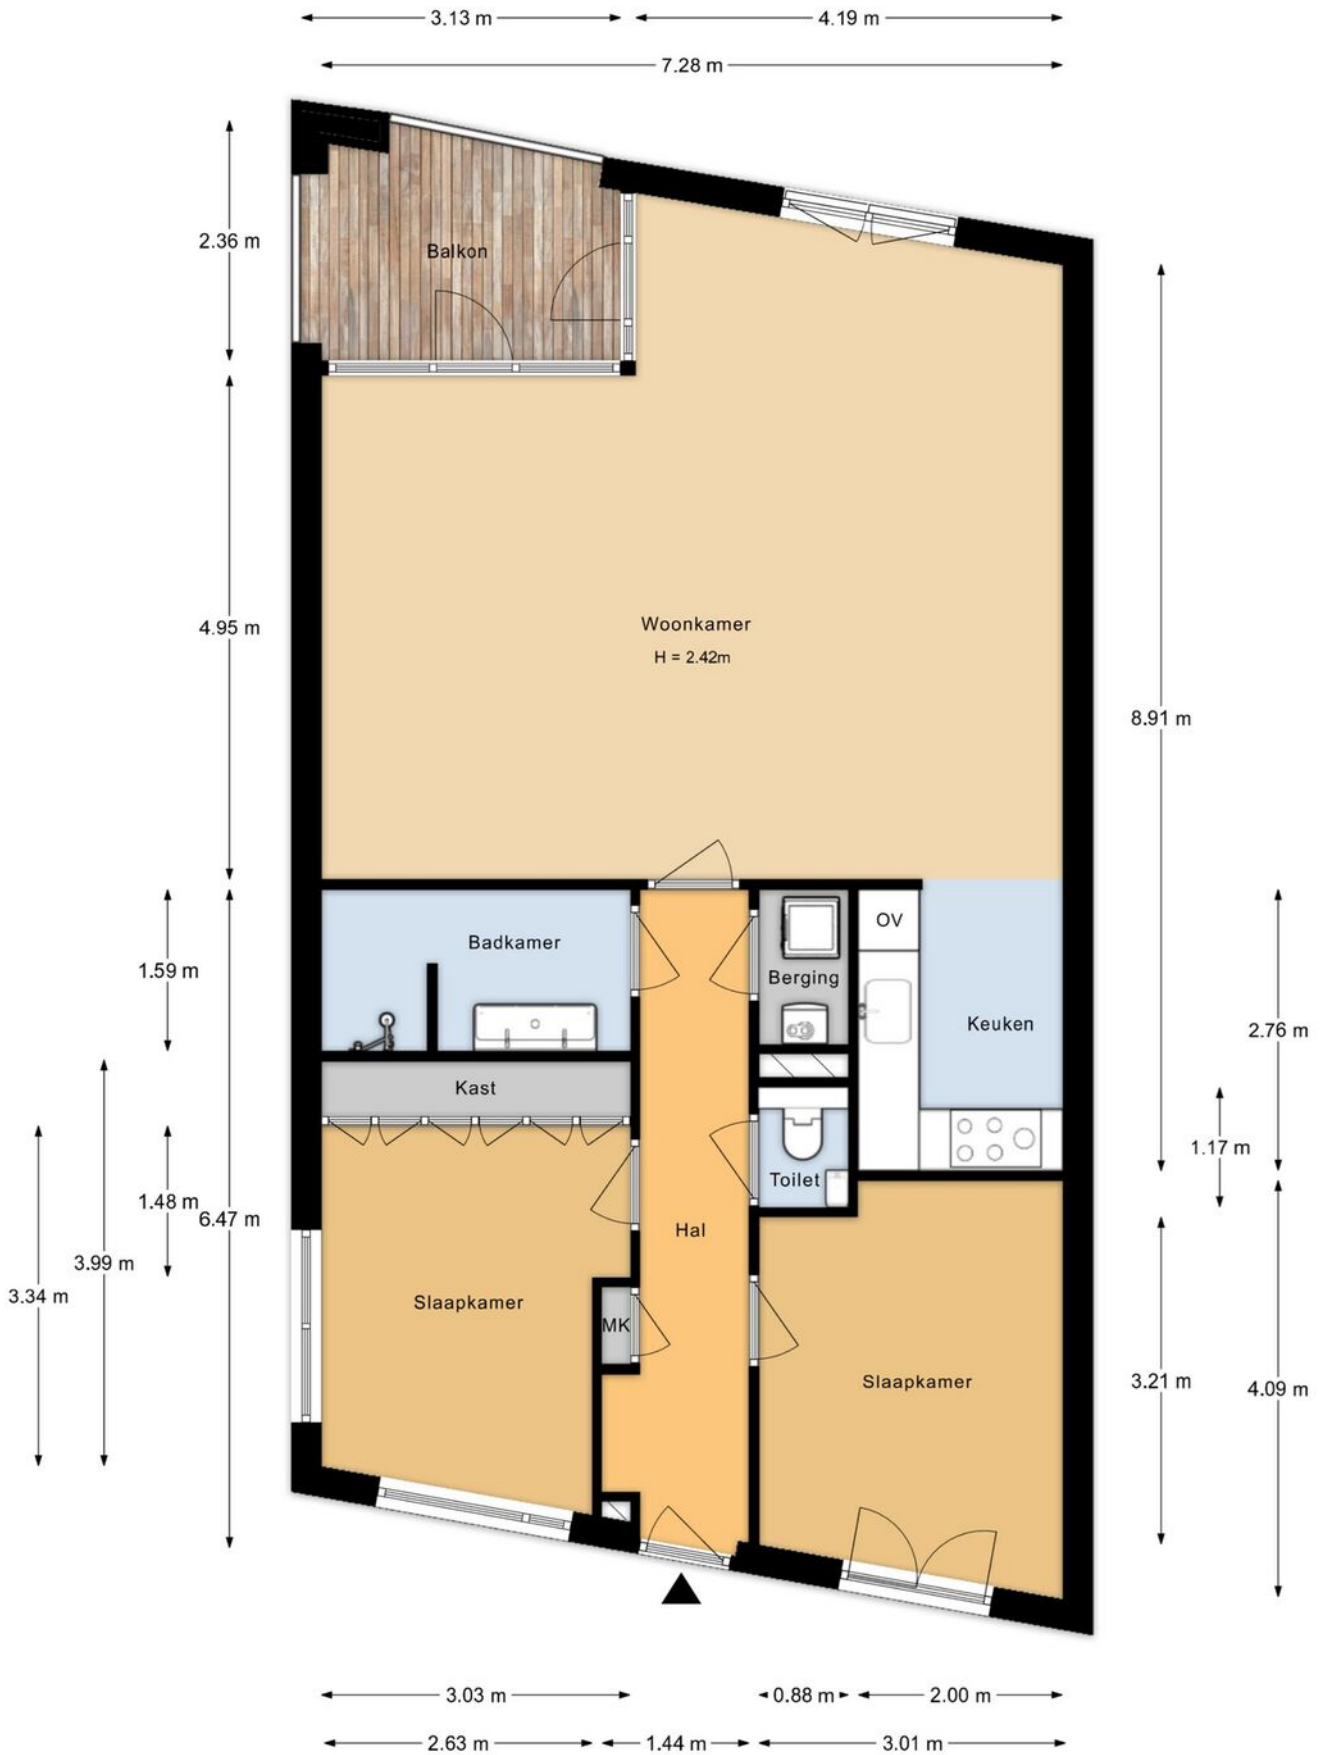 3.13 m
4.19 m
7.28 m
2.36 m
Balkon
4.95 m
Woonkamer
H = 2.42m
8.91 m
OV
Badkamer
1.59 m
Berging
Keuken
2.76 m
Kast
1.17 m
Toilet
1.48 m
6.47 m
Hal
3.99 m
3.34 m
Slaapkamer
MK
Slaapkamer
3.21 m
4.09 m
3.03 m
0.88 m
2.00 m
2.63 m
1.44 m
3.01 m